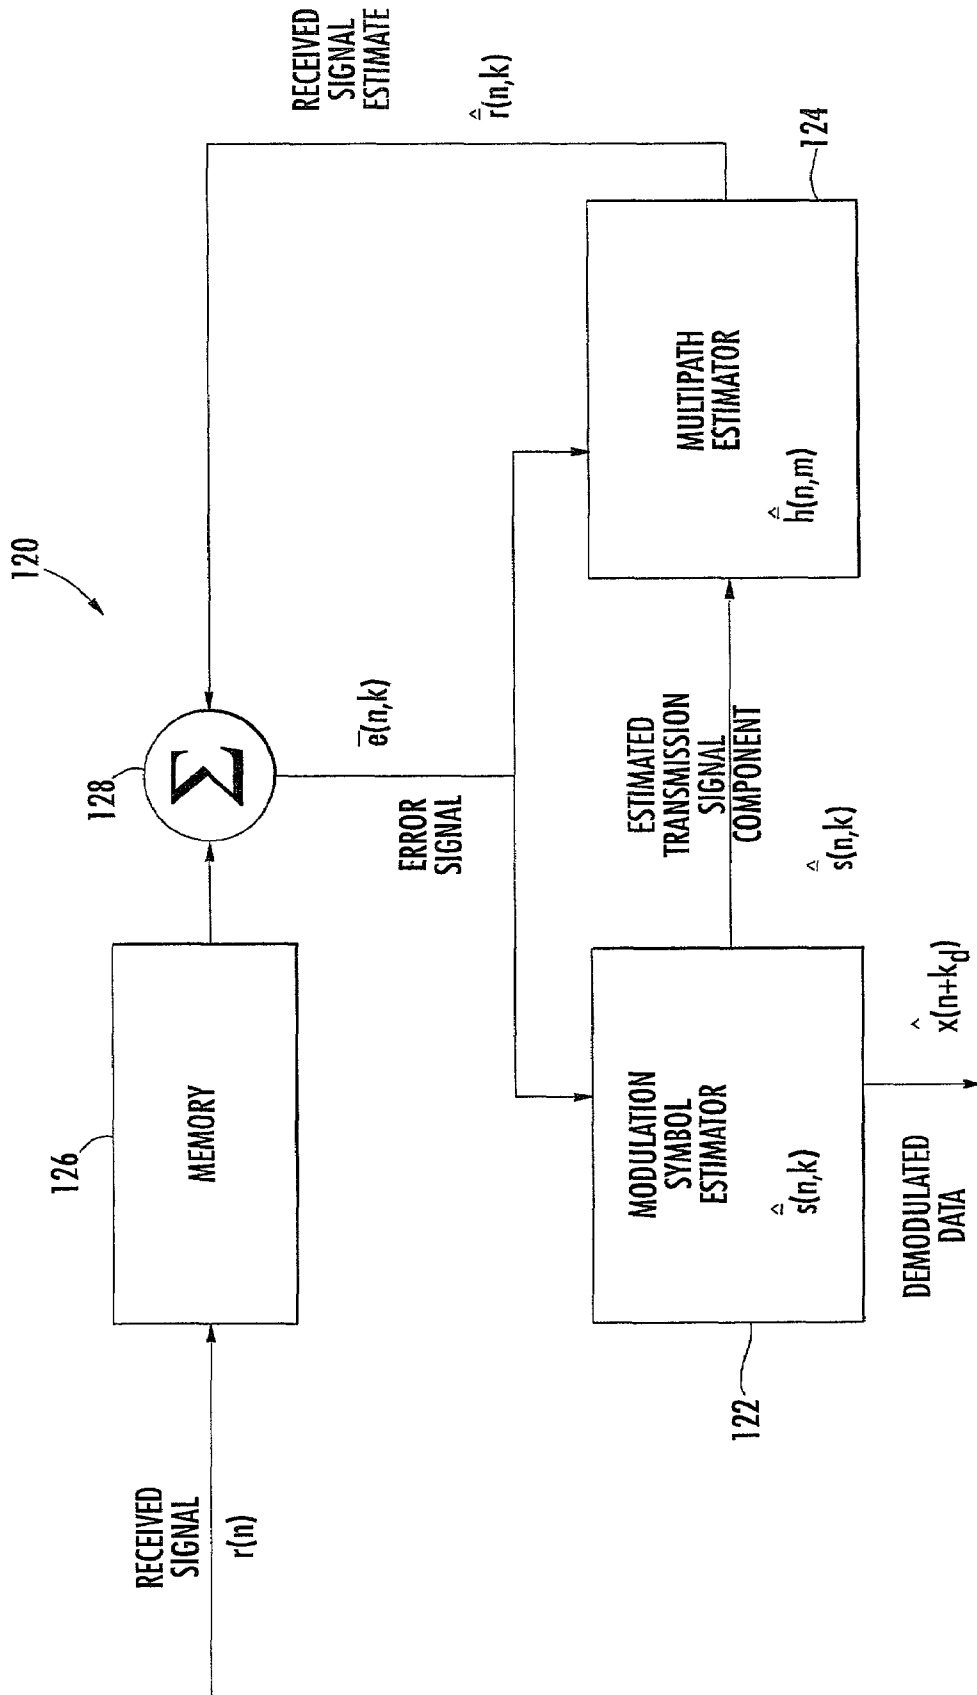 120
RECEIVED
SIGNAL
r(n)
126
MEMORY
128
Σ
RECEIVED
SIGNAL
ESTIMATE
r̂(n,k)
ERROR
SIGNAL
e̅(n,k)
122
MODULATION
SYMBOL
ESTIMATOR
ŝ(n,k)
ESTIMATED
TRANSMISSION
SIGNAL
COMPONENT
ŝ(n,k)
MULTIPATH
ESTIMATOR
ĥ(n,m)
124
DEMODULATED
DATA
x̂(n+k_d)